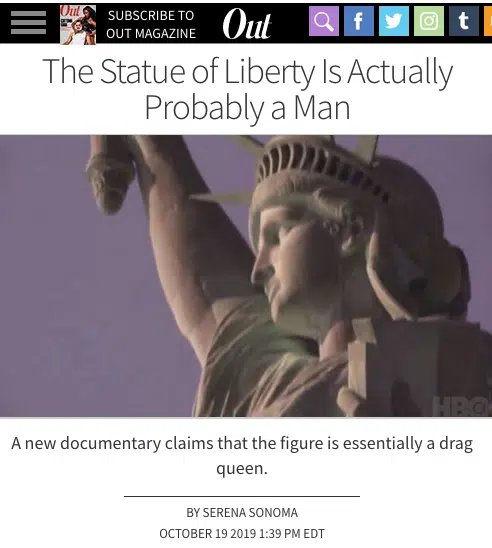 Out
SUBSCRIBE TO
OUT MAGAZINE
Out
f
t
The Statue of Liberty Is Actually
Probably a Man
HBO
A new documentary claims that the figure is essentially a drag
queen.
BY SERENA SONOMA
OCTOBER 19 2019 1:39 PM EDT